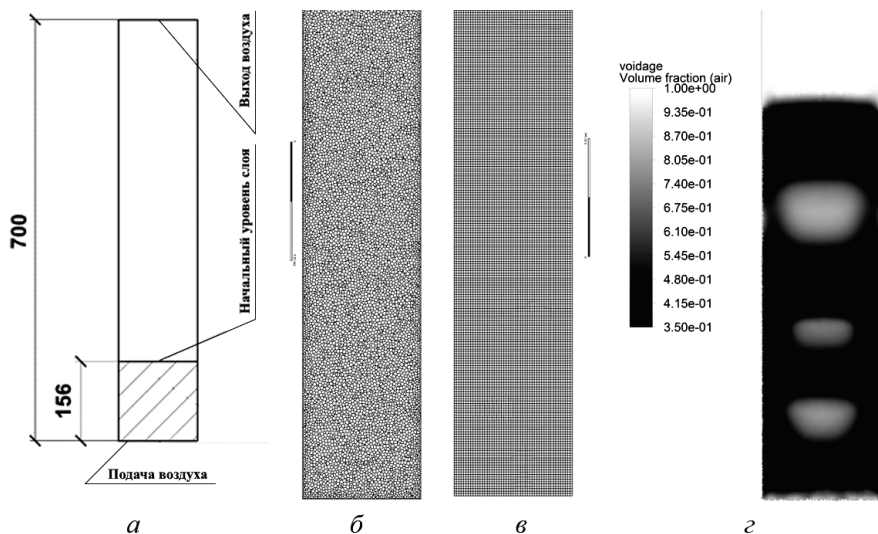 700
156
Выход воздуха
Начальный уровень слоя
Подача воздуха
voidage
Volume fraction (air)
1.00e+00
9.35e-01
8.70e-01
8.05e-01
7.40e-01
6.75e-01
6.10e-01
5.45e-01
4.80e-01
4.15e-01
3.50e-01
а б в г